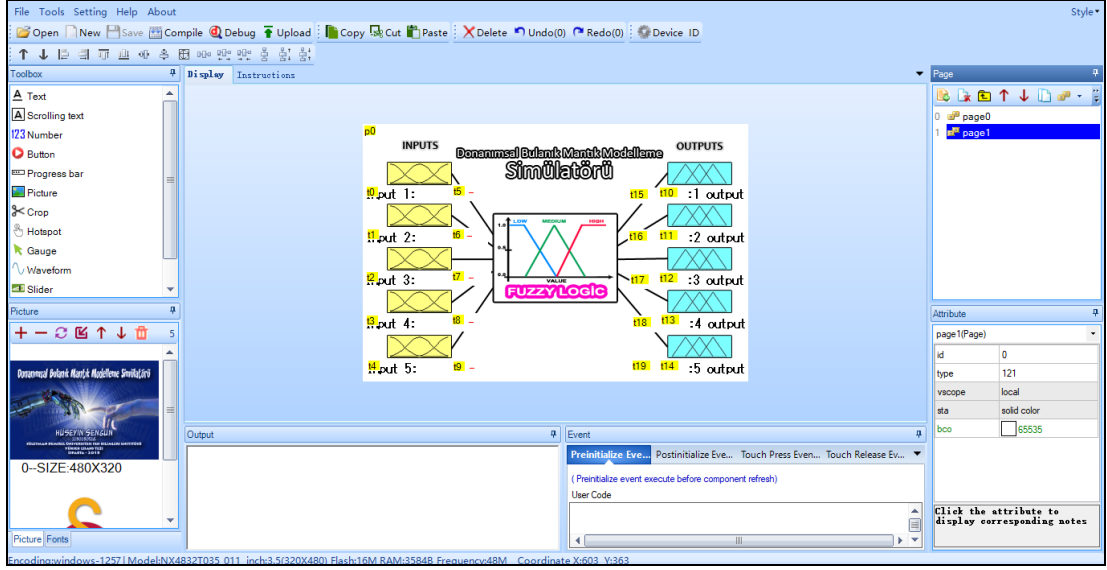 File Tools Setting Help About Style
Open New Save Compile Debug Upload Copy Cut Paste Delete Undo(0) Redo(0) Device ID
Toolbox
A Text
A Scrolling text
123 Number
Button
Progress bar
Picture
Crop
Hotspot
Gauge
Waveform
Slider
Picture
5
Donanımsal Bulanık Mantık Modelleme Simülatörü
HÜSEYİN ŞENGÜN
0--SIZE:480X320
Picture Fonts
Display Instructions
p0
INPUTS
Donanımsal Bulanık Mantık Modelleme
OUTPUTS
Simülatörü
t0 put 1: t5 - t15 t10 :1 output
t1 put 2: t6 - t16 t11 :2 output
t2 put 3: t7 - t17 t12 :3 output
t3 put 4: t8 - t18 t13 :4 output
t4 put 5: t9 - t19 t14 :5 output
LOW MEDIUM HIGH
1.0
0.5
0.0
VALUE
FUZZY LOGIC
Output
Event
Preinitialize Eve... Postinitialize Eve... Touch Press Even... Touch Release Ev...
( Preinitialize event execute before component refresh)
User Code
Page
0 page0
1 page1
Attribute
page1(Page)
id 0
type 121
vscope local
sta solid color
bco 65535
Click the attribute to
display corresponding notes
Encoding:windows-1257| Model:NX4832T035_011 inch:3.5(320X480) Flash:16M RAM:3584B Frequency:48M Coordinate X:603 Y:363